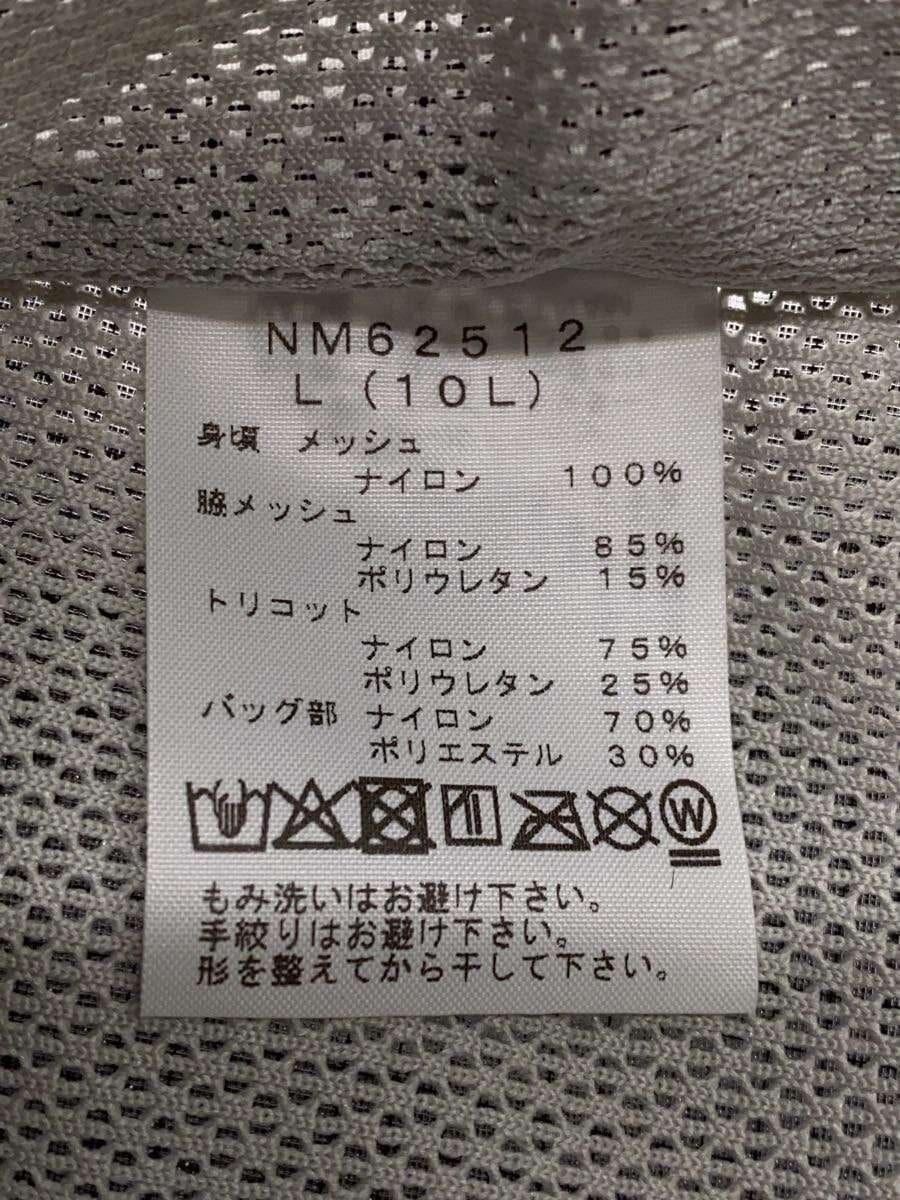 NM62512
L (10L)
身頃 メッシュ
ナイロン 100%
脇メッシュ
ナイロン 85%
ポリウレタン 15%
トリコット
ナイロン 75%
ポリウレタン 25%
バッグ部 ナイロン 70%
ポリエステル 30%
W
もみ洗いはお避け下さい。
手絞りはお避け下さい。
形を整えてから干して下さい。